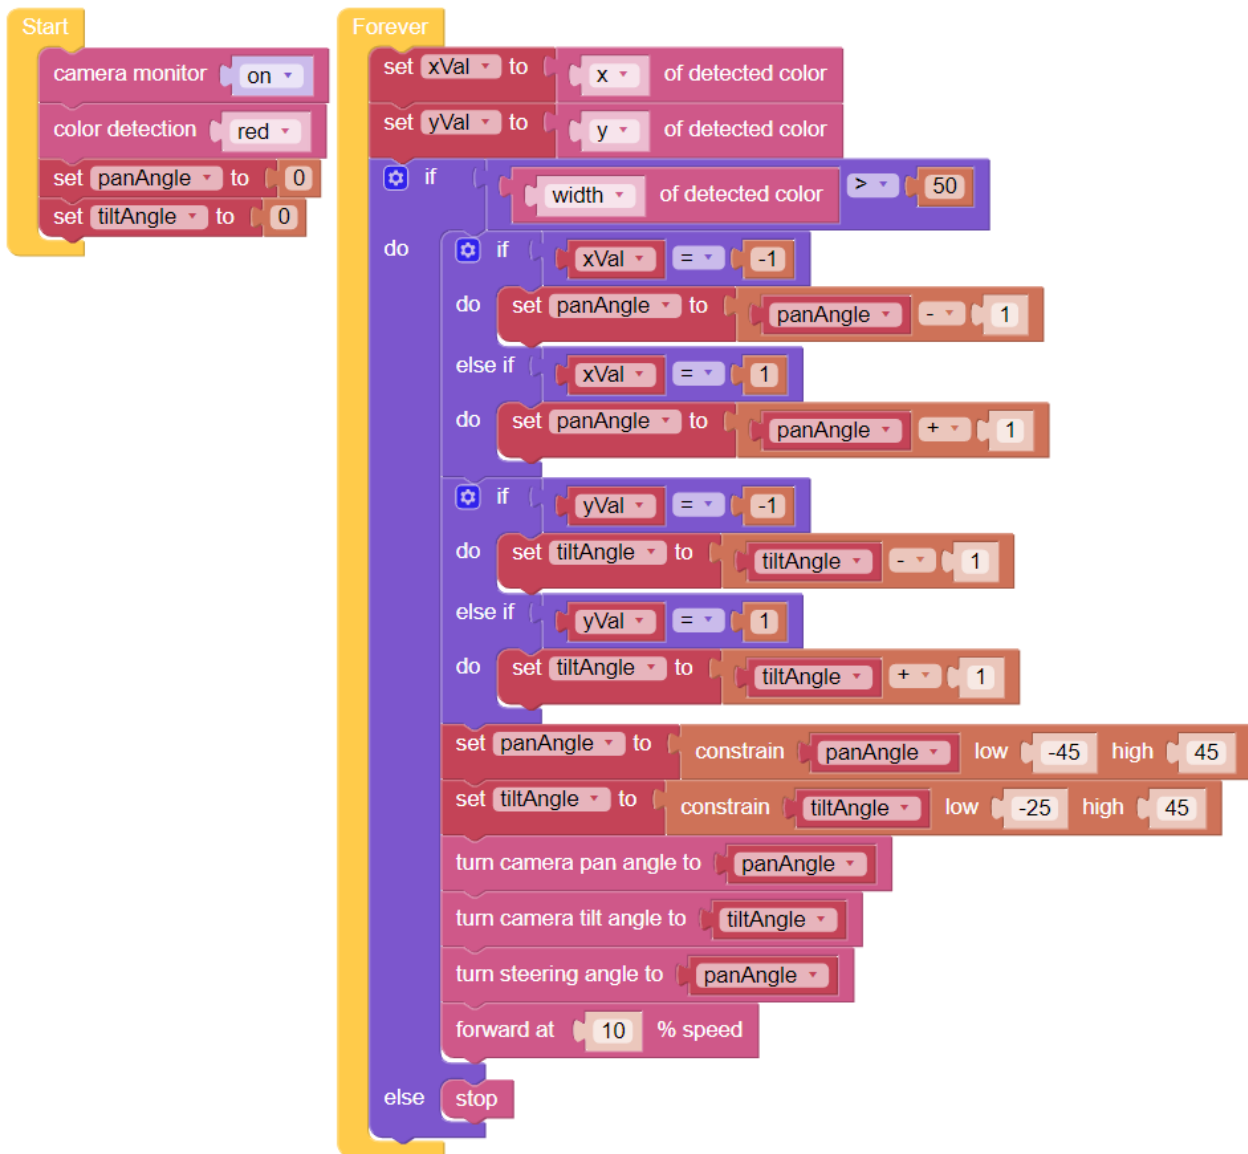 Start
camera monitor on
color detection red
set panAngle to 0
set tiltAngle to 0
Forever
set xVal to x of detected color
set yVal to y of detected color
if width of detected color > 50
do if xVal = -1
do set panAngle to panAngle - 1
else if xVal = 1
do set panAngle to panAngle + 1
if yVal = -1
do set tiltAngle to tiltAngle - 1
else if yVal = 1
do set tiltAngle to tiltAngle + 1
set panAngle to constrain panAngle low -45 high 45
set tiltAngle to constrain tiltAngle low -25 high 45
turn camera pan angle to panAngle
turn camera tilt angle to tiltAngle
turn steering angle to panAngle
forward at 10 % speed
else stop